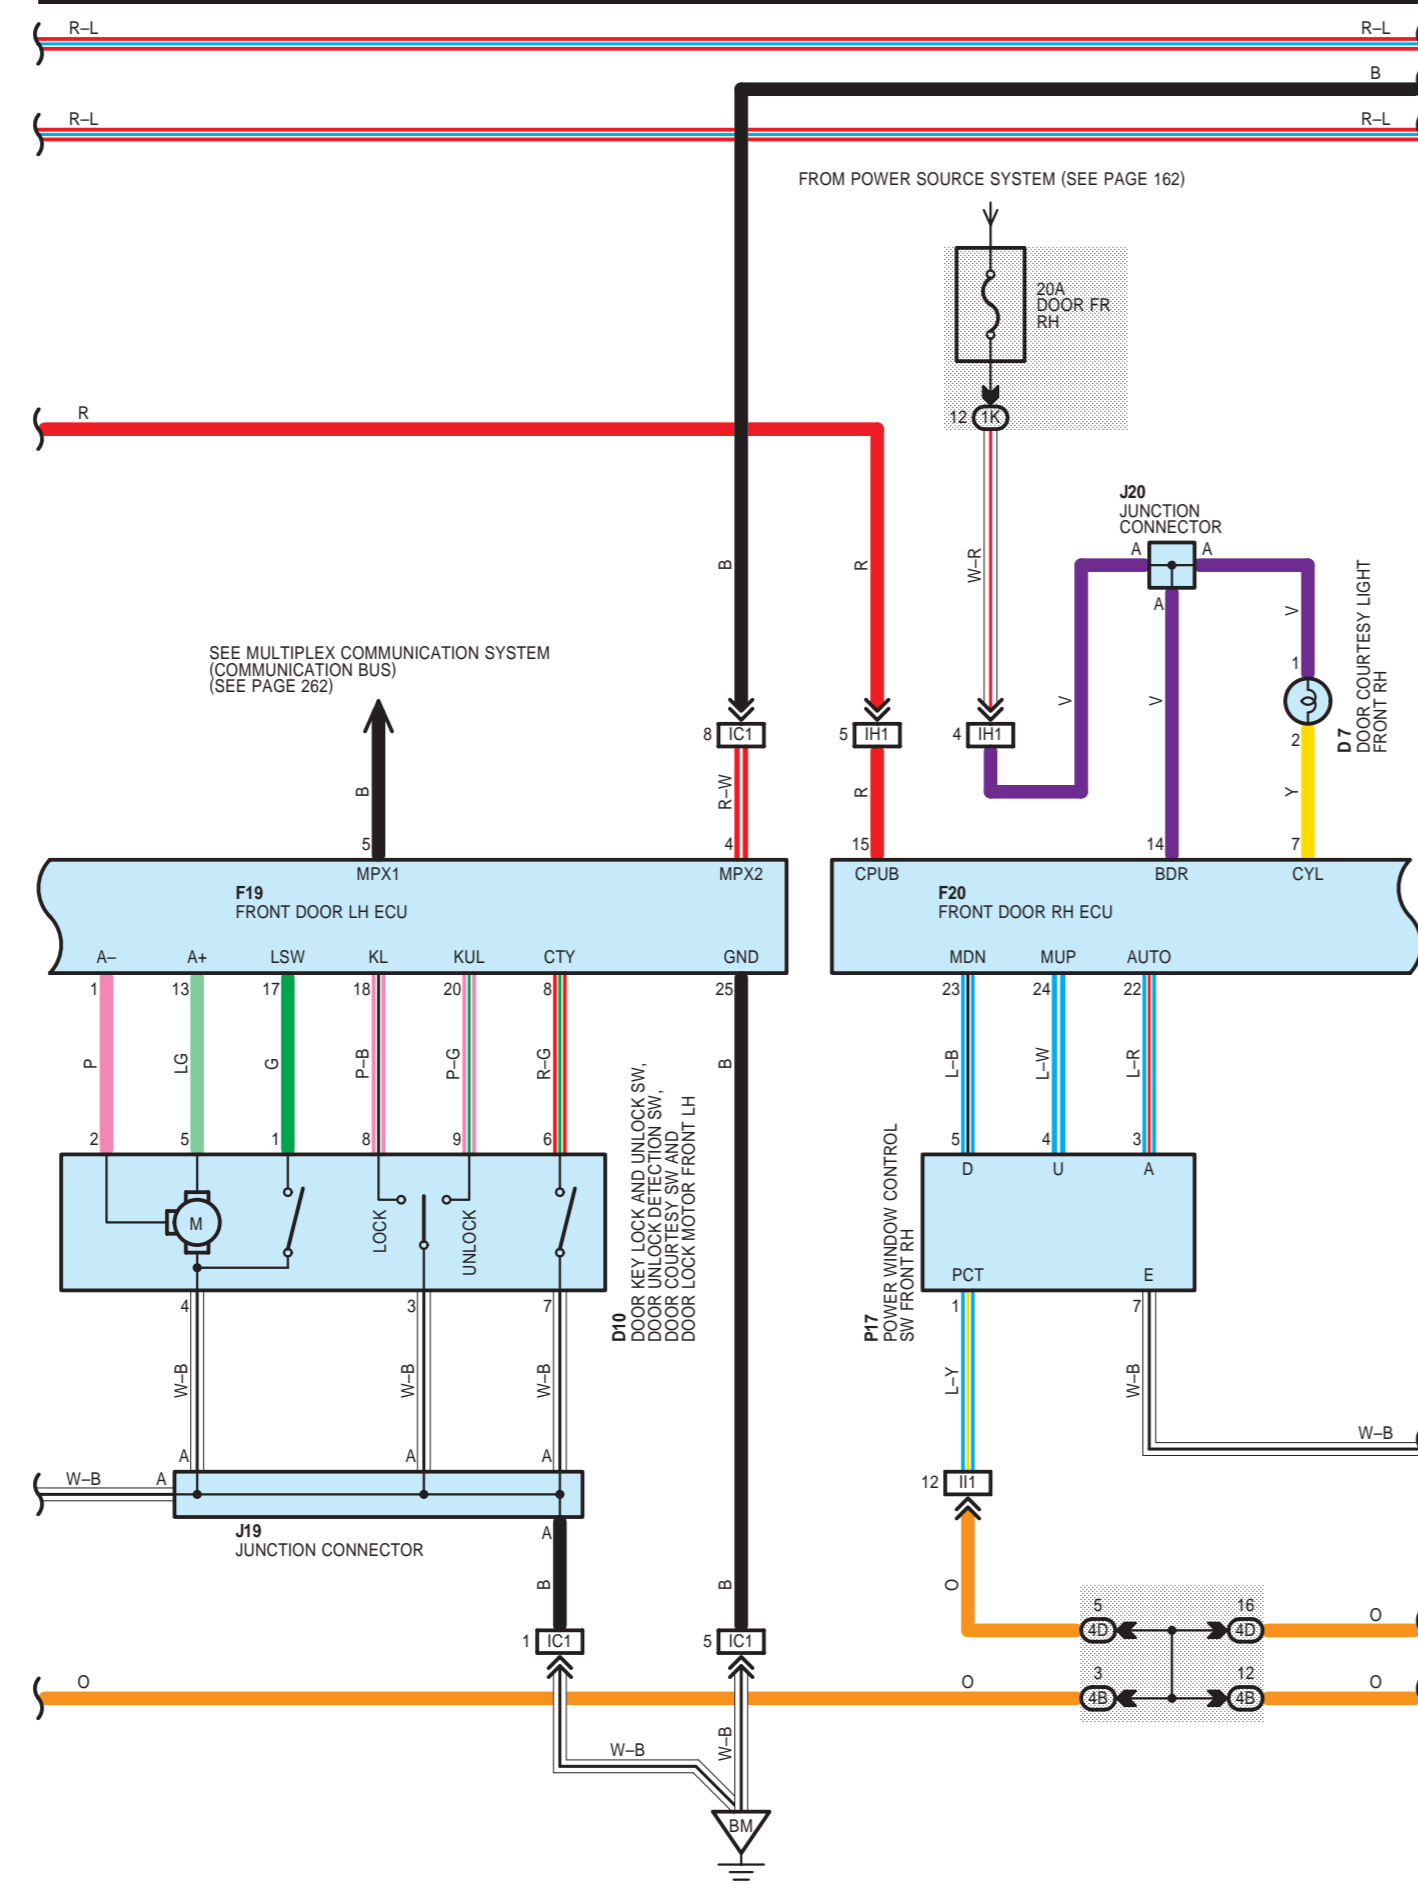 R–L
R–L
B
R–L
R–L
FROM POWER SOURCE SYSTEM (SEE PAGE 162)
20A
DOOR FR
RH
R
12
1K
J20
JUNCTION
CONNECTOR
A
A
A
B
R
W–R
V
V
V
1
2
D 7
DOOR COURTESY LIGHT
FRONT RH
SEE MULTIPLEX COMMUNICATION SYSTEM
(COMMUNICATION BUS)
(SEE PAGE 262)
8
IC1
5
IH1
4
IH1
B
R–W
R
Y
5
4
15
14
7
MPX1
MPX2
CPUB
BDR
CYL
F19
FRONT DOOR LH ECU
F20
FRONT DOOR RH ECU
A–
A+
LSW
KL
KUL
CTY
GND
MDN
MUP
AUTO
1
13
17
18
20
8
25
23
24
22
P
LG
G
P–B
P–G
R–G
B
L–B
L–W
L–R
2
5
1
8
9
6
5
4
3
D
U
A
M
LOCK
UNLOCK
D10
DOOR KEY LOCK AND UNLOCK SW,
DOOR UNLOCK DETECTION SW,
DOOR COURTESY SW AND
DOOR LOCK MOTOR FRONT LH
P17
POWER WINDOW CONTROL
SW FRONT RH
PCT
E
4
3
7
1
7
W–B
W–B
W–B
L–Y
W–B
W–B
A
A
A
W–B
A
12
II1
J19
JUNCTION CONNECTOR
A
B
B
O
1
IC1
5
IC1
5
4D
16
4D
O
O
O
3
4B
12
4B
O
W–B
W–B
BM